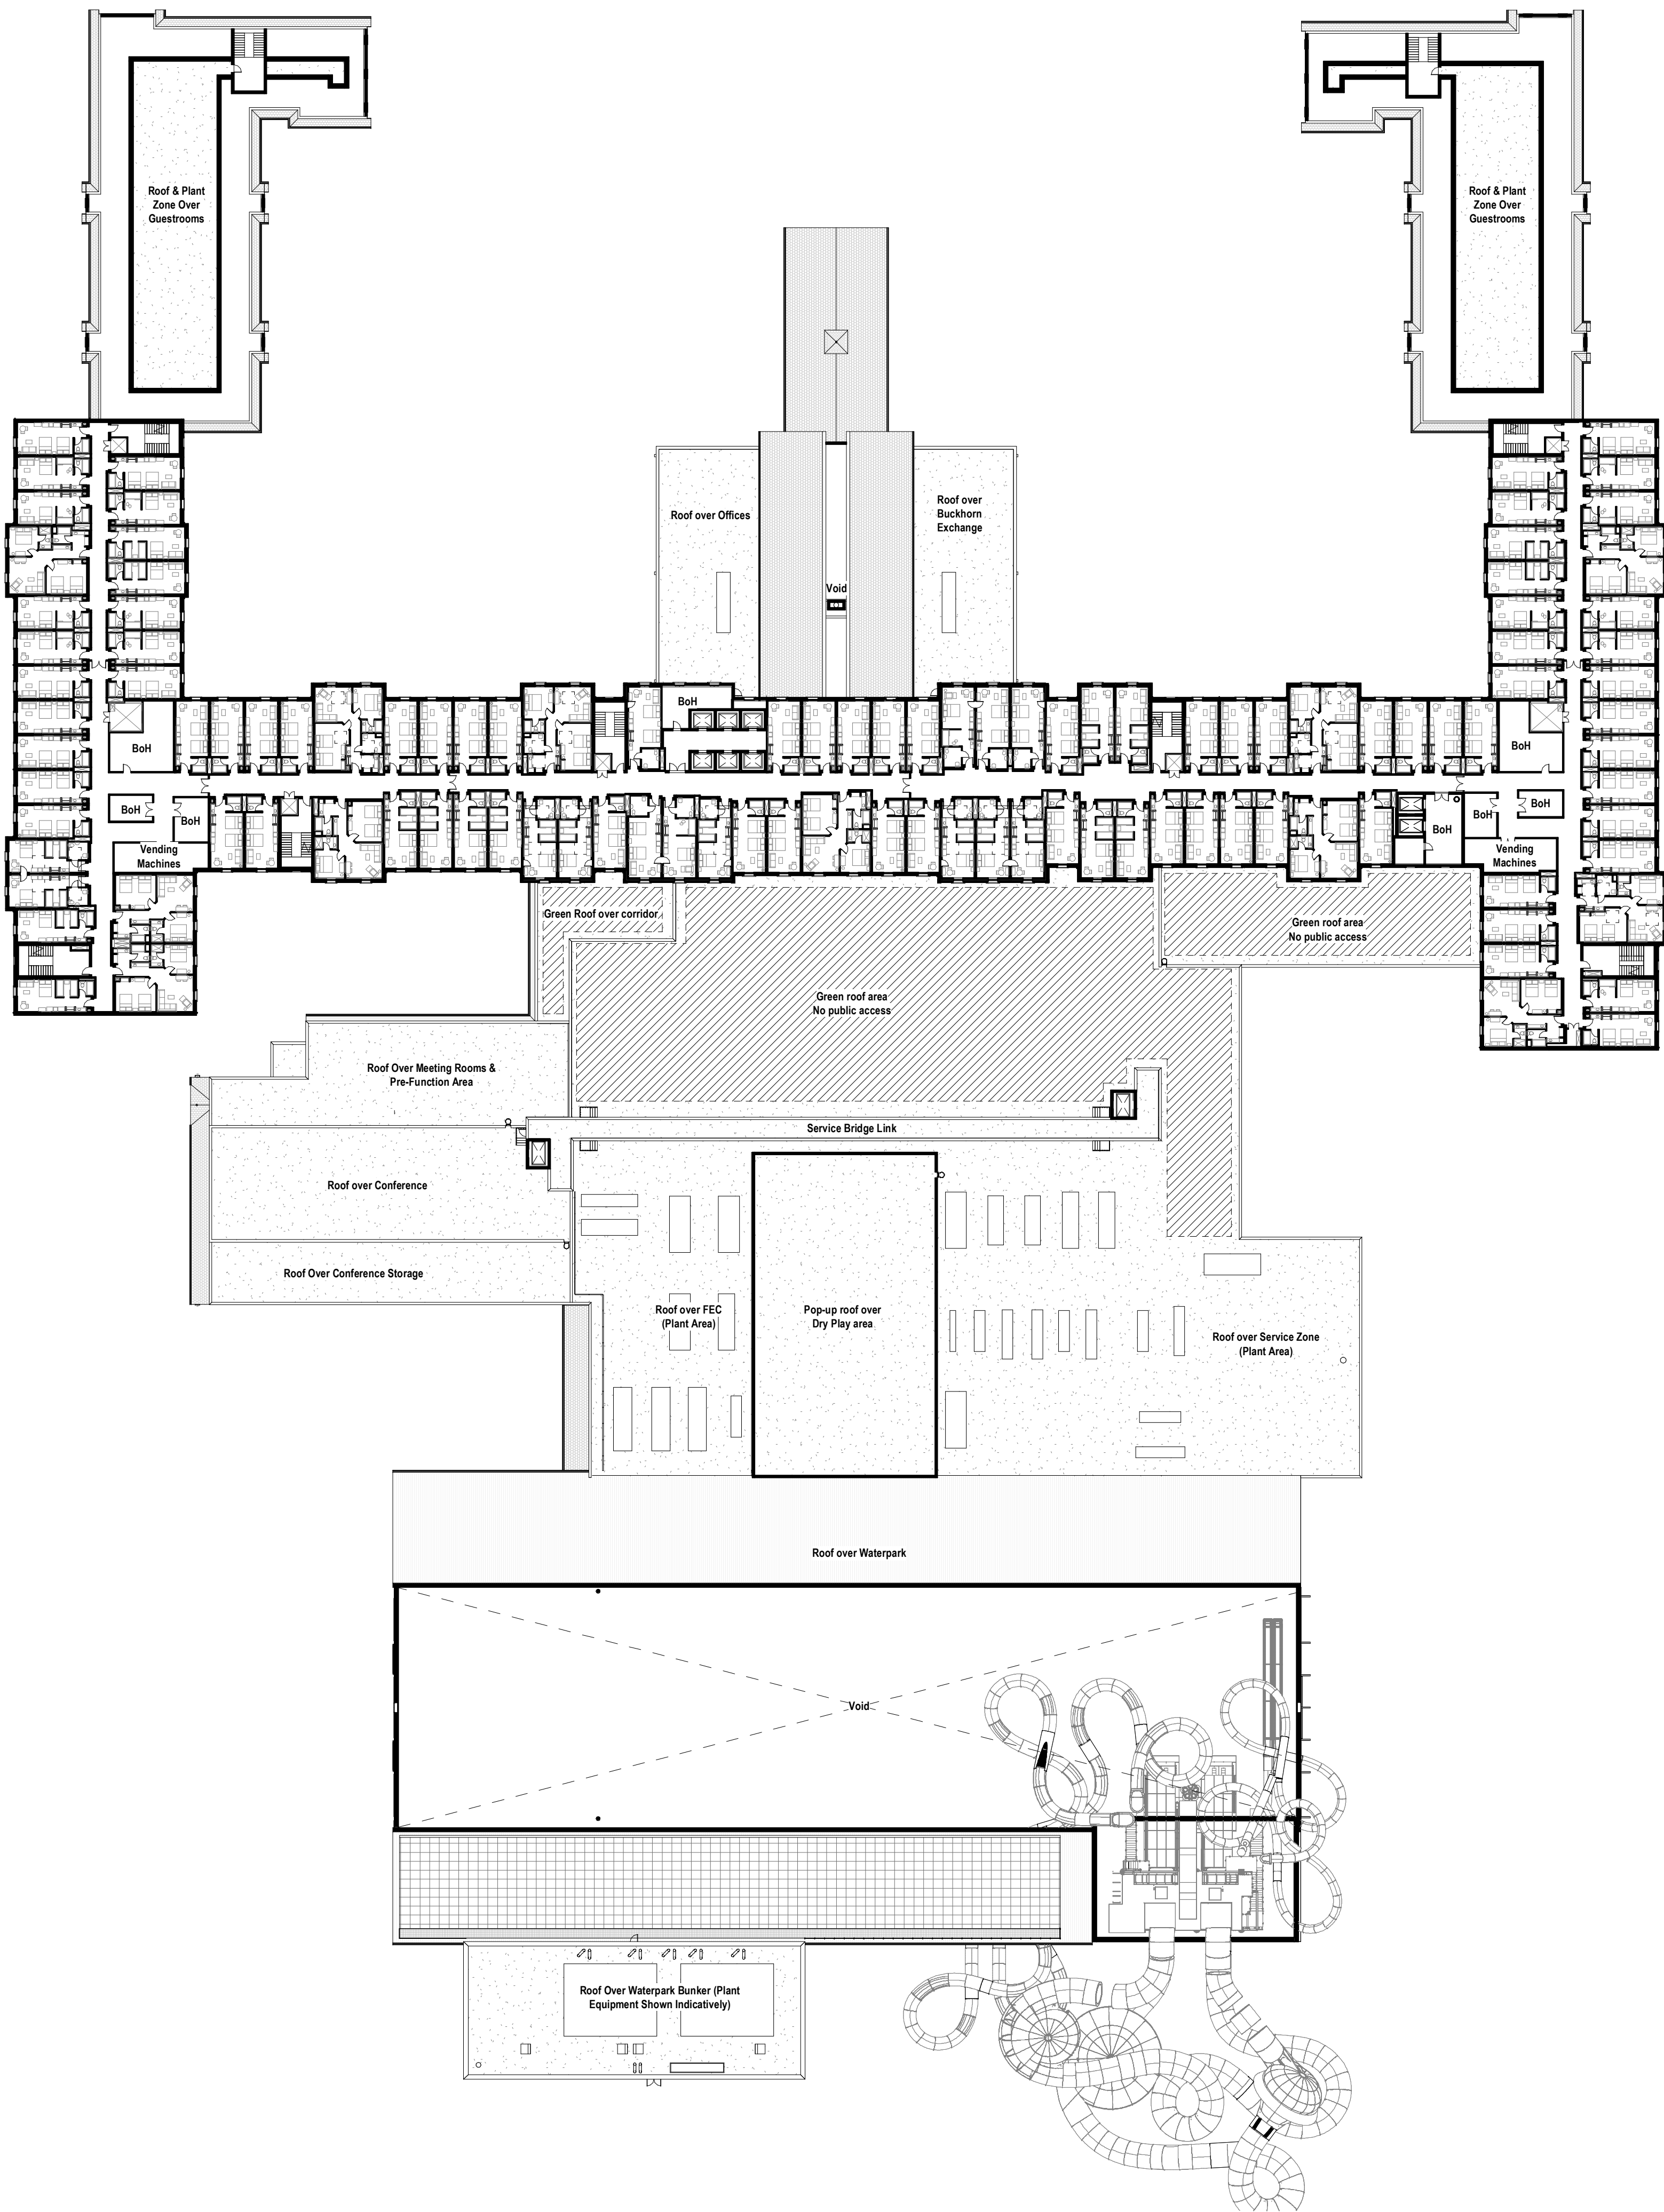 Roof & Plant
Zone Over
Guestrooms
Roof & Plant
Zone Over
Guestrooms
Roof over Offices
Roof over
Buckhorn
Exchange
Void
BoH
BoH
BoH
BoH
BoH
Vending
Machines
BoH
BoH
BoH
Vending
Machines
Green Roof over corridor
Green roof area
No public access
Green roof area
No public access
Roof Over Meeting Rooms &
Pre-Function Area
Service Bridge Link
Roof over Conference
Roof Over Conference Storage
Roof over FEC
(Plant Area)
Pop-up roof over
Dry Play area
Roof over Service Zone
(Plant Area)
Roof over Waterpark
Void
Roof Over Waterpark Bunker (Plant
Equipment Shown Indicatively)